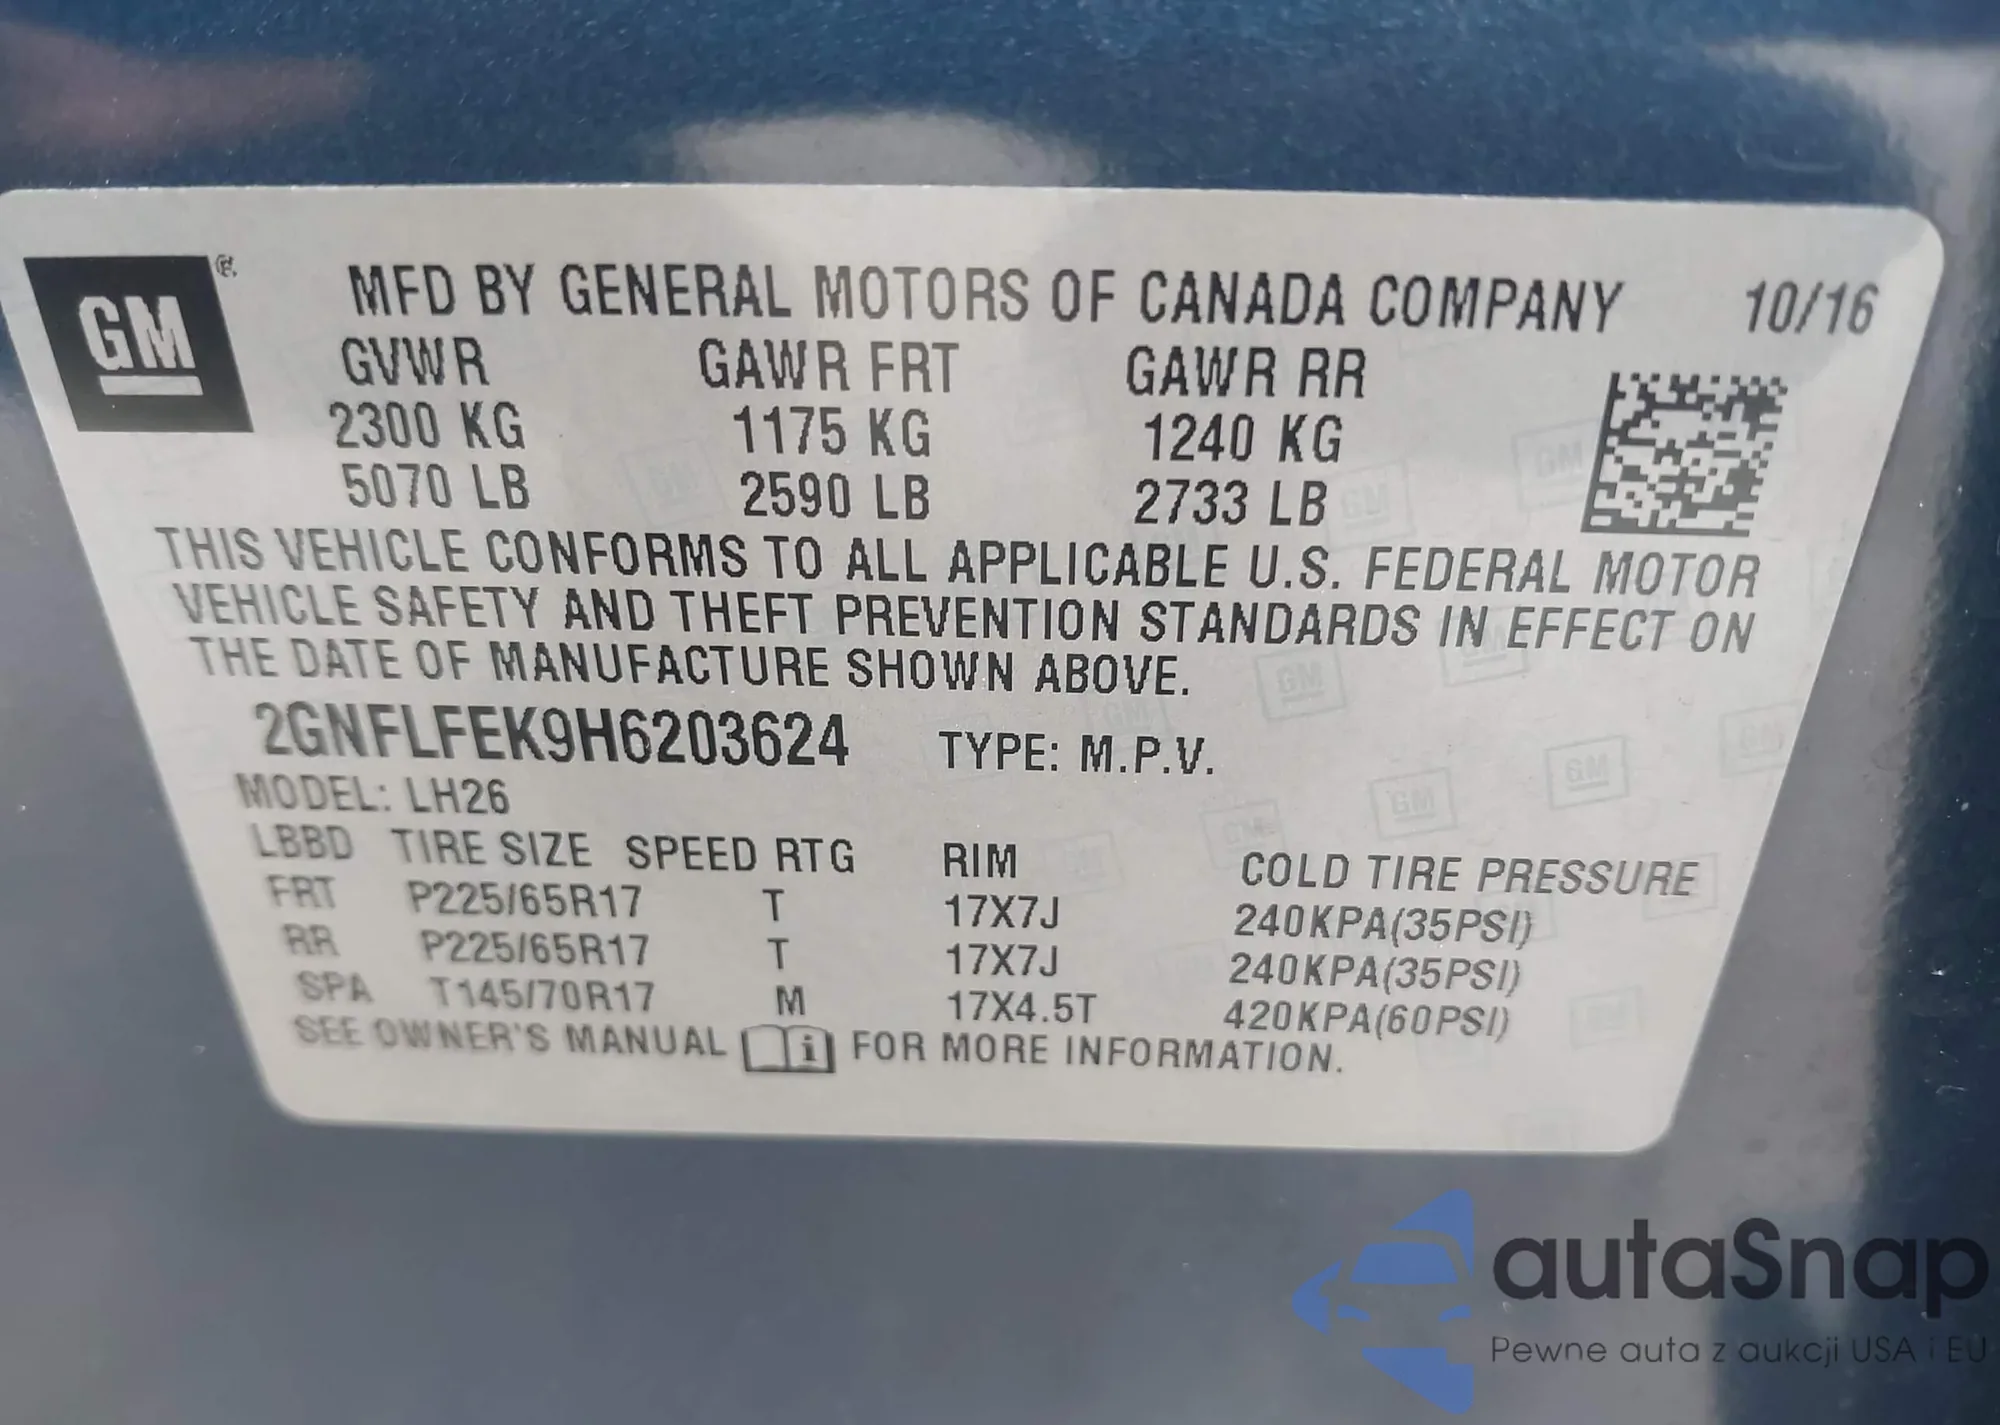 GM
MFD BY GENERAL MOTORS OF CANADA COMPANY 10/16
GVWR GAWR FRT GAWR RR
2300 KG 1175 KG 1240 KG
5070 LB 2590 LB 2733 LB
THIS VEHICLE CONFORMS TO ALL APPLICABLE U.S. FEDERAL MOTOR
VEHICLE SAFETY AND THEFT PREVENTION STANDARDS IN EFFECT ON
THE DATE OF MANUFACTURE SHOWN ABOVE.
2GNFLFEK9H6203624 TYPE: M.P.V.
MODEL: LH26
LBBD TIRE SIZE SPEED RTG RIM COLD TIRE PRESSURE
FRT P225/65R17 T 17X7J 240KPA(35PSI)
RR P225/65R17 T 17X7J 240KPA(35PSI)
SPA T145/70R17 M 17X4.5T 420KPA(60PSI)
SEE OWNER'S MANUAL i FOR MORE INFORMATION.
autaSnap
Pewne auta z aukcji USA i EU